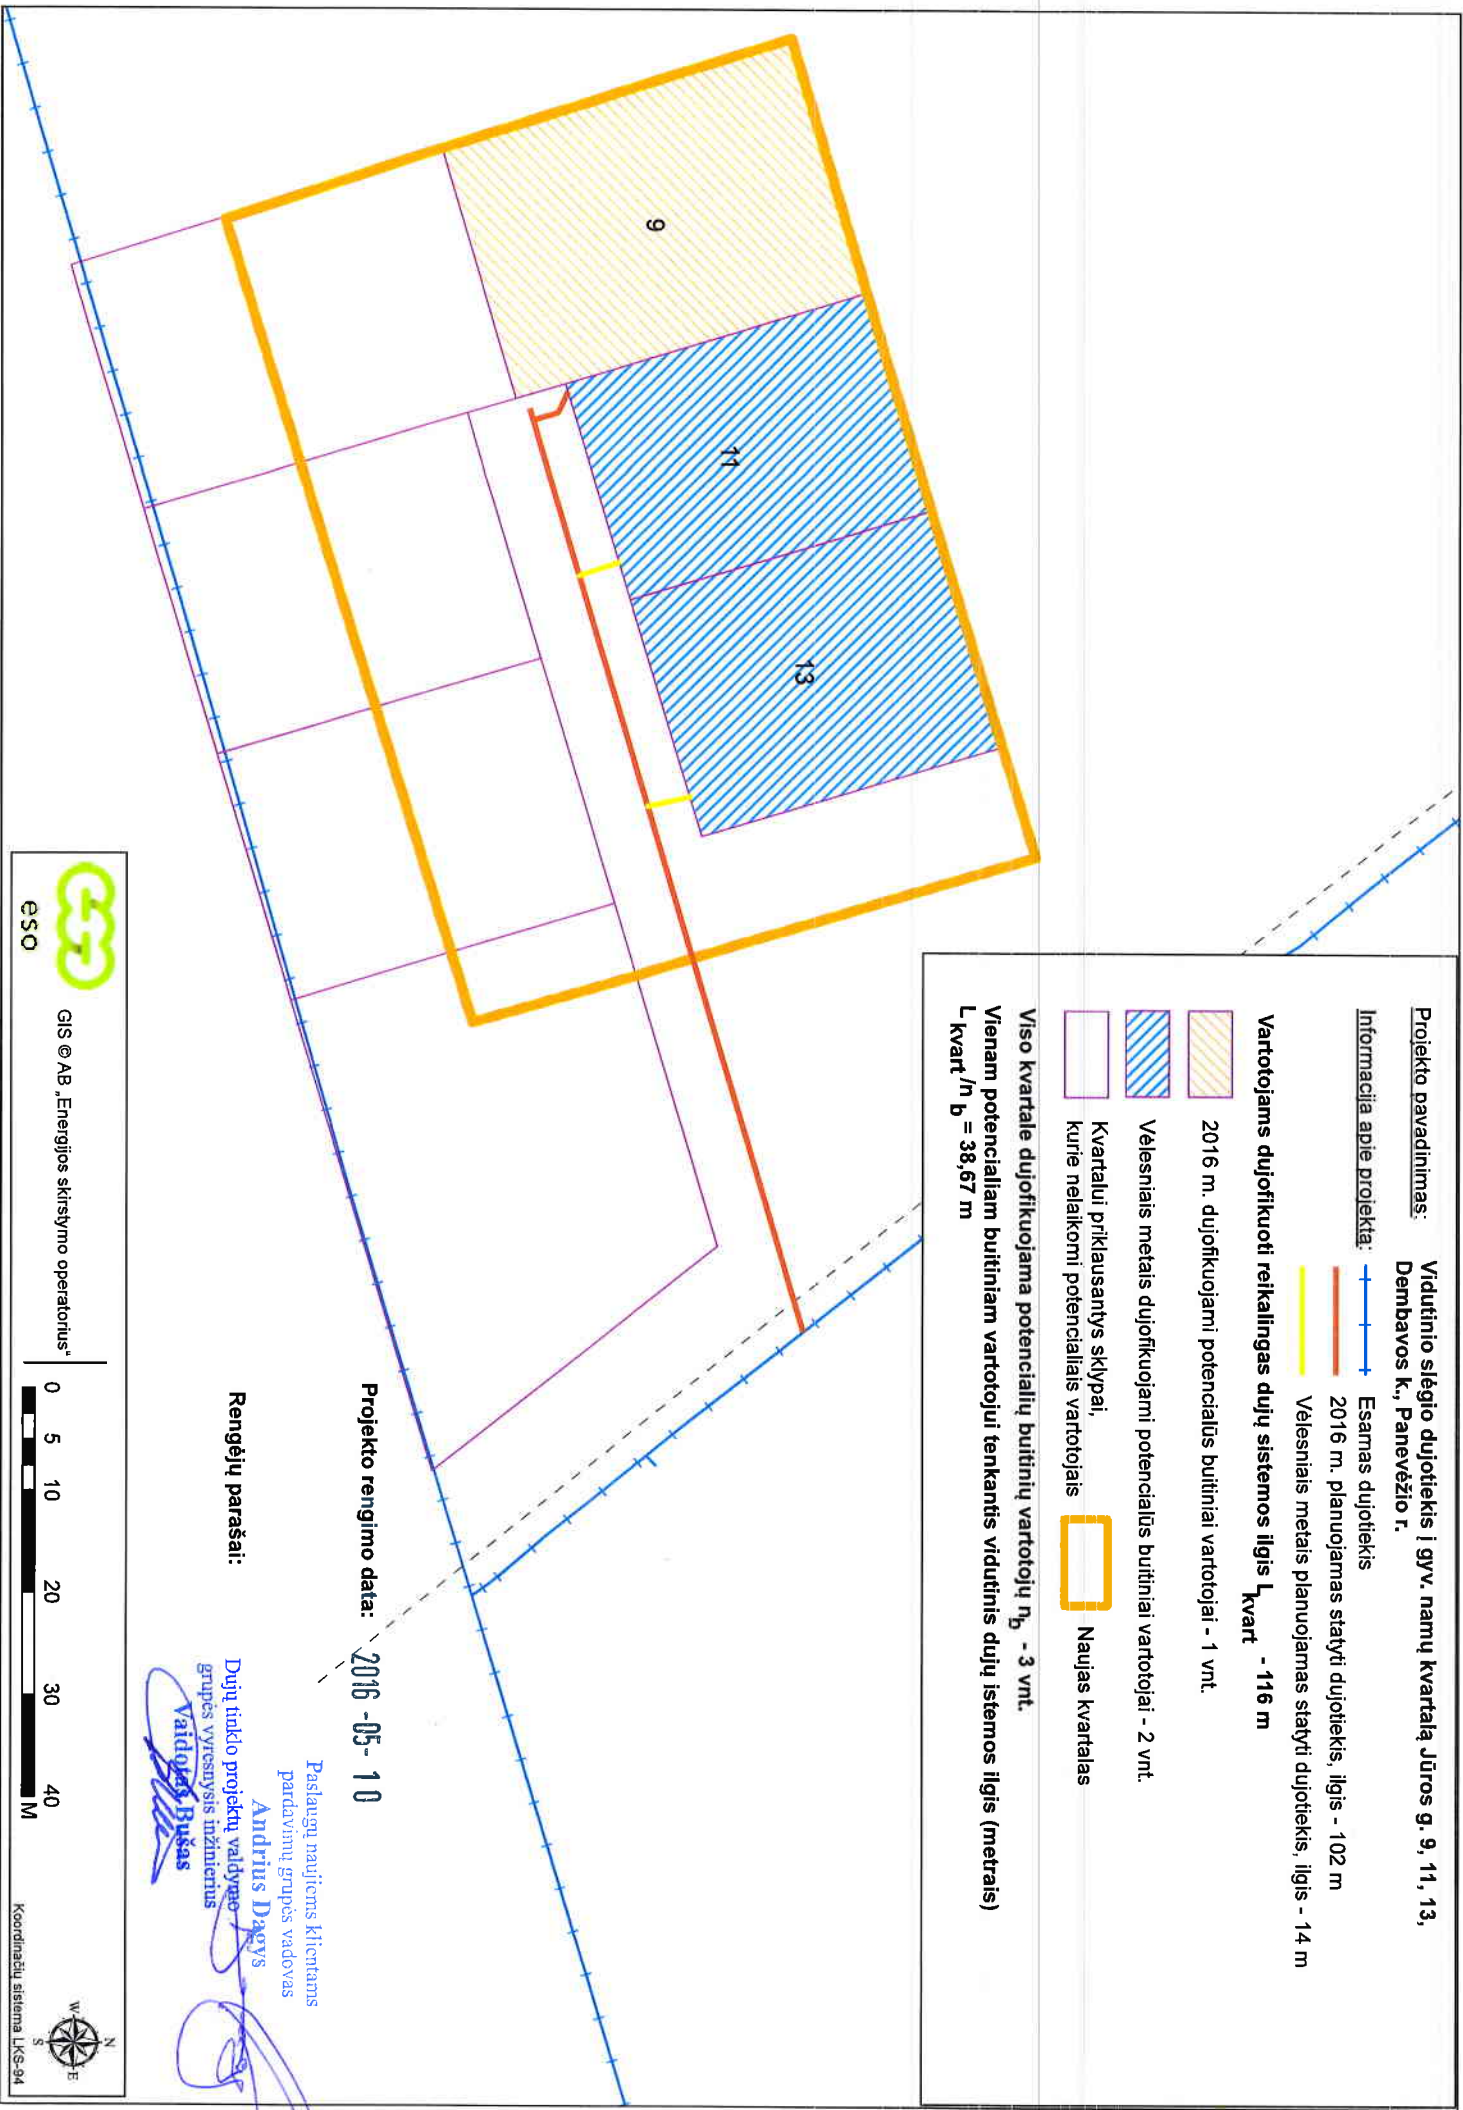 Projekto pavadinimas:
Vidutinio slėgio dujotiekis į gyv. namų kvartalą Jūros g. 9, 11, 13,
Dembavos k., Panevėžio r.
Informacija apie projektą:
Esamas dujotiekis
2016 m. planuojamas statyti dujotiekis, ilgis - 102 m
Vėlesniais metais planuojamas statyti dujotiekis, ilgis - 14 m
Vartotojams dujofikuoti reikalingas dujų sistemos ilgis L kvart - 116 m
2016 m. dujofikuojami potencialūs buitiniai vartotojai - 1 vnt.
Vėlesniais metais dujofikuojami potencialūs buitiniai vartotojai - 2 vnt.
Kvartalui priklausantys sklypai,
kurie nelaikomi potencialiais vartotojais
Naujas kvartalas
Viso kvartale dujofikuojama potencialių buitinių vartotojų n b - 3 vnt.
Vienam potencialiam buitiniam vartotojui tenkantis vidutinis dujų istemos ilgis (metrais)
L kvart /n b = 38,67 m
9
11
13
Projekto rengimo data:
2016 -05- 10
Rengėjų parašai:
Paslaugų naujiems klientams
pardavimų grupės vadovas
Andrius Dagys
Dujų tinklo projektų valdymo
grupės vyresnysis inžinierius
Vaidotas Bušas
eso
GIS © AB „Energijos skirstymo operatorius“
0 5 10 20 30 40
M
N
W E
S
Koordinačių sistema LKS-94